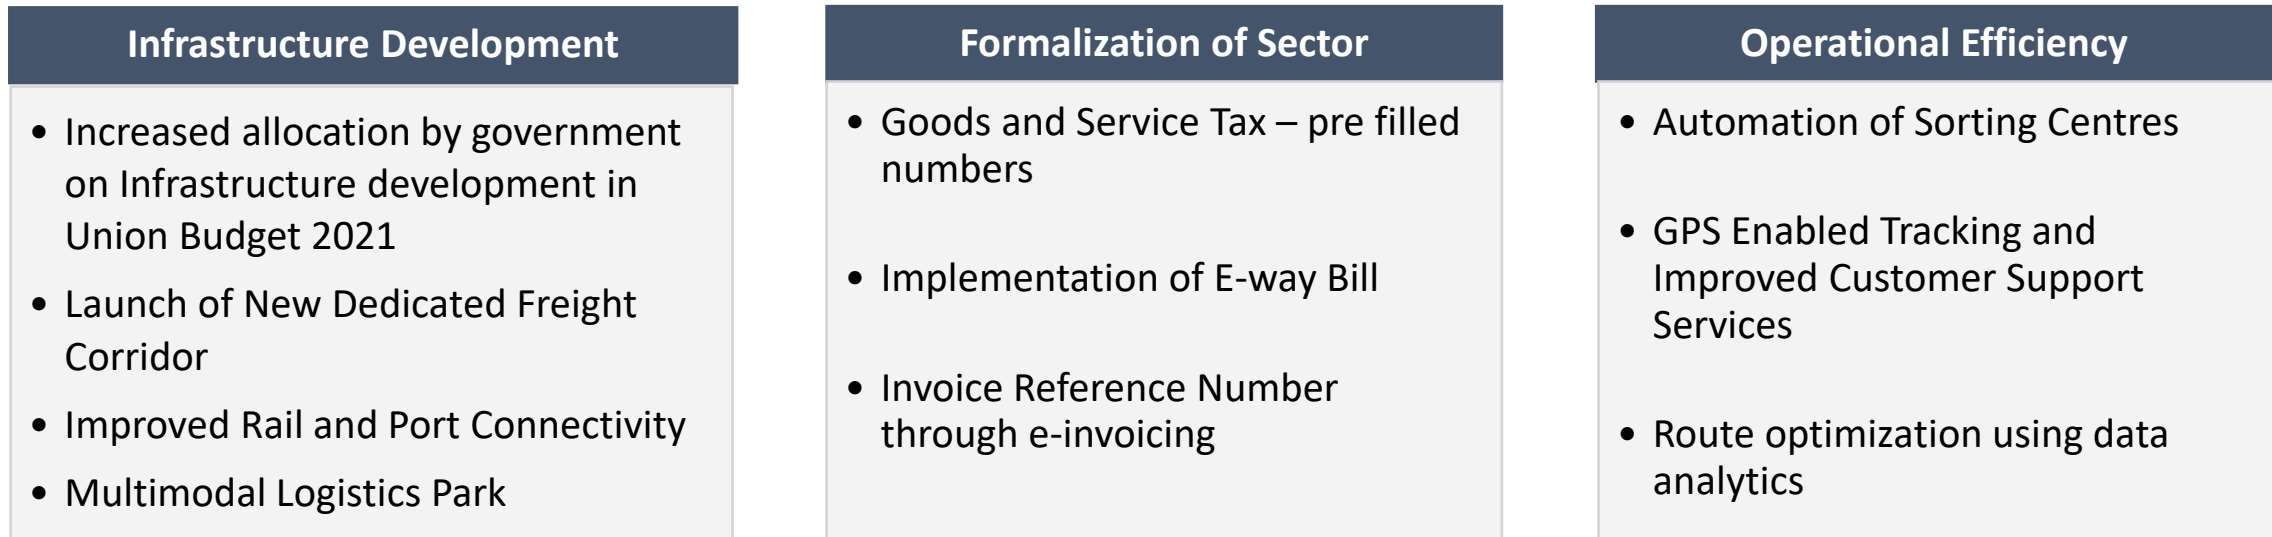 Infrastructure Development
• Increased allocation by government
on Infrastructure development in
Union Budget 2021
• Launch of New Dedicated Freight
Corridor
• Improved Rail and Port Connectivity
• Multimodal Logistics Park
Formalization of Sector
• Goods and Service Tax – pre filled
numbers
• Implementation of E-way Bill
• Invoice Reference Number
through e-invoicing
Operational Efficiency
• Automation of Sorting Centres
• GPS Enabled Tracking and
Improved Customer Support
Services
• Route optimization using data
analytics